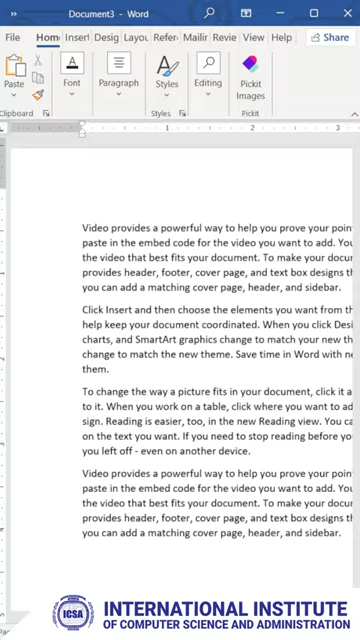 Document3 - Word
File Home Insert Desig Layou Refere Mailin Revie View Help Share
Paste
Font
Paragraph
Styles
Editing
Pickit
Images
Clipboard
Styles
Pickit
Video provides a powerful way to help you prove your poin
paste in the embed code for the video you want to add. You
the video that best fits your document. To make your docu
provides header, footer, cover page, and text box designs th
you can add a matching cover page, header, and sidebar.
Click Insert and then choose the elements you want from th
help keep your document coordinated. When you click Desi
charts, and SmartArt graphics change to match your new th
change to match the new theme. Save time in Word with ne
them.
To change the way a picture fits in your document, click it a
to it. When you work on a table, click where you want to ad
sign. Reading is easier, too, in the new Reading view. You ca
on the text you want. If you need to stop reading before yo
you left off - even on another device.
Video provides a powerful way to help you prove your poin
paste in the embed code for the video you want to add. You
the video that best fits your document. To make your docu
provides header, footer, cover page, and text box designs th
you can add a matching cover page, header, and sidebar.
ICSA
INTERNATIONAL INSTITUTE
OF COMPUTER SCIENCE AND ADMINISTRATION